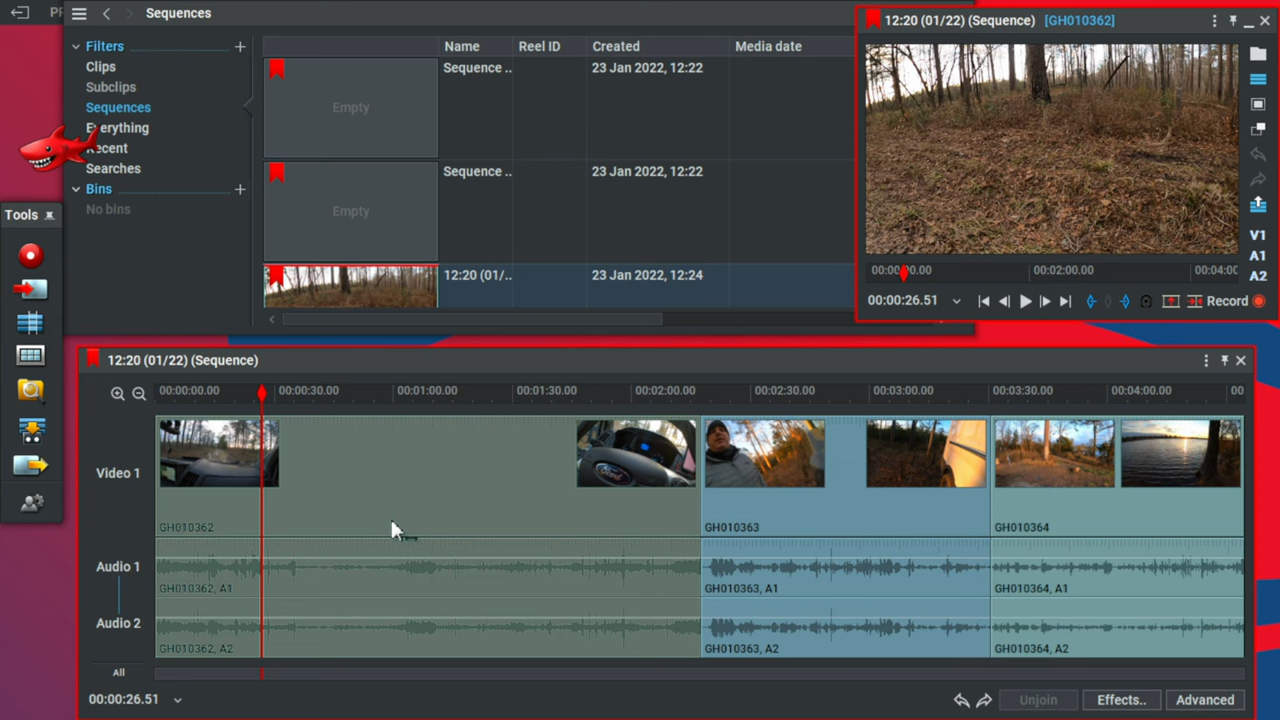 PR
Sequences
Filters
Clips
Subclips
Sequences
Everything
Recent
Searches
Bins
No bins
Name Reel ID Created Media date
Empty Sequence .. 23 Jan 2022, 12:22
Empty Sequence .. 23 Jan 2022, 12:22
12:20 (01/.. 23 Jan 2022, 12:24
12:20 (01/22) (Sequence) [GH010362]
V1
A1
A2
00:02:00.00
00:00:26.51 Record
Tools
12:20 (01/22) (Sequence)
00:00:00.00 00:00:30.00 00:01:00.00 00:01:30.00 00:02:00.00 00:02:30.00 00:03:00.00 00:03:30.00 00:04:00.00 00
Video 1
Ford
GH010362 GH010363 GH010364
Audio 1
GH010362, A1 GH010363, A1 GH010364, A1
Audio 2
GH010362, A2 GH010363, A2 GH010364, A2
All
00:00:26.51 Unjoin Effects.. Advanced